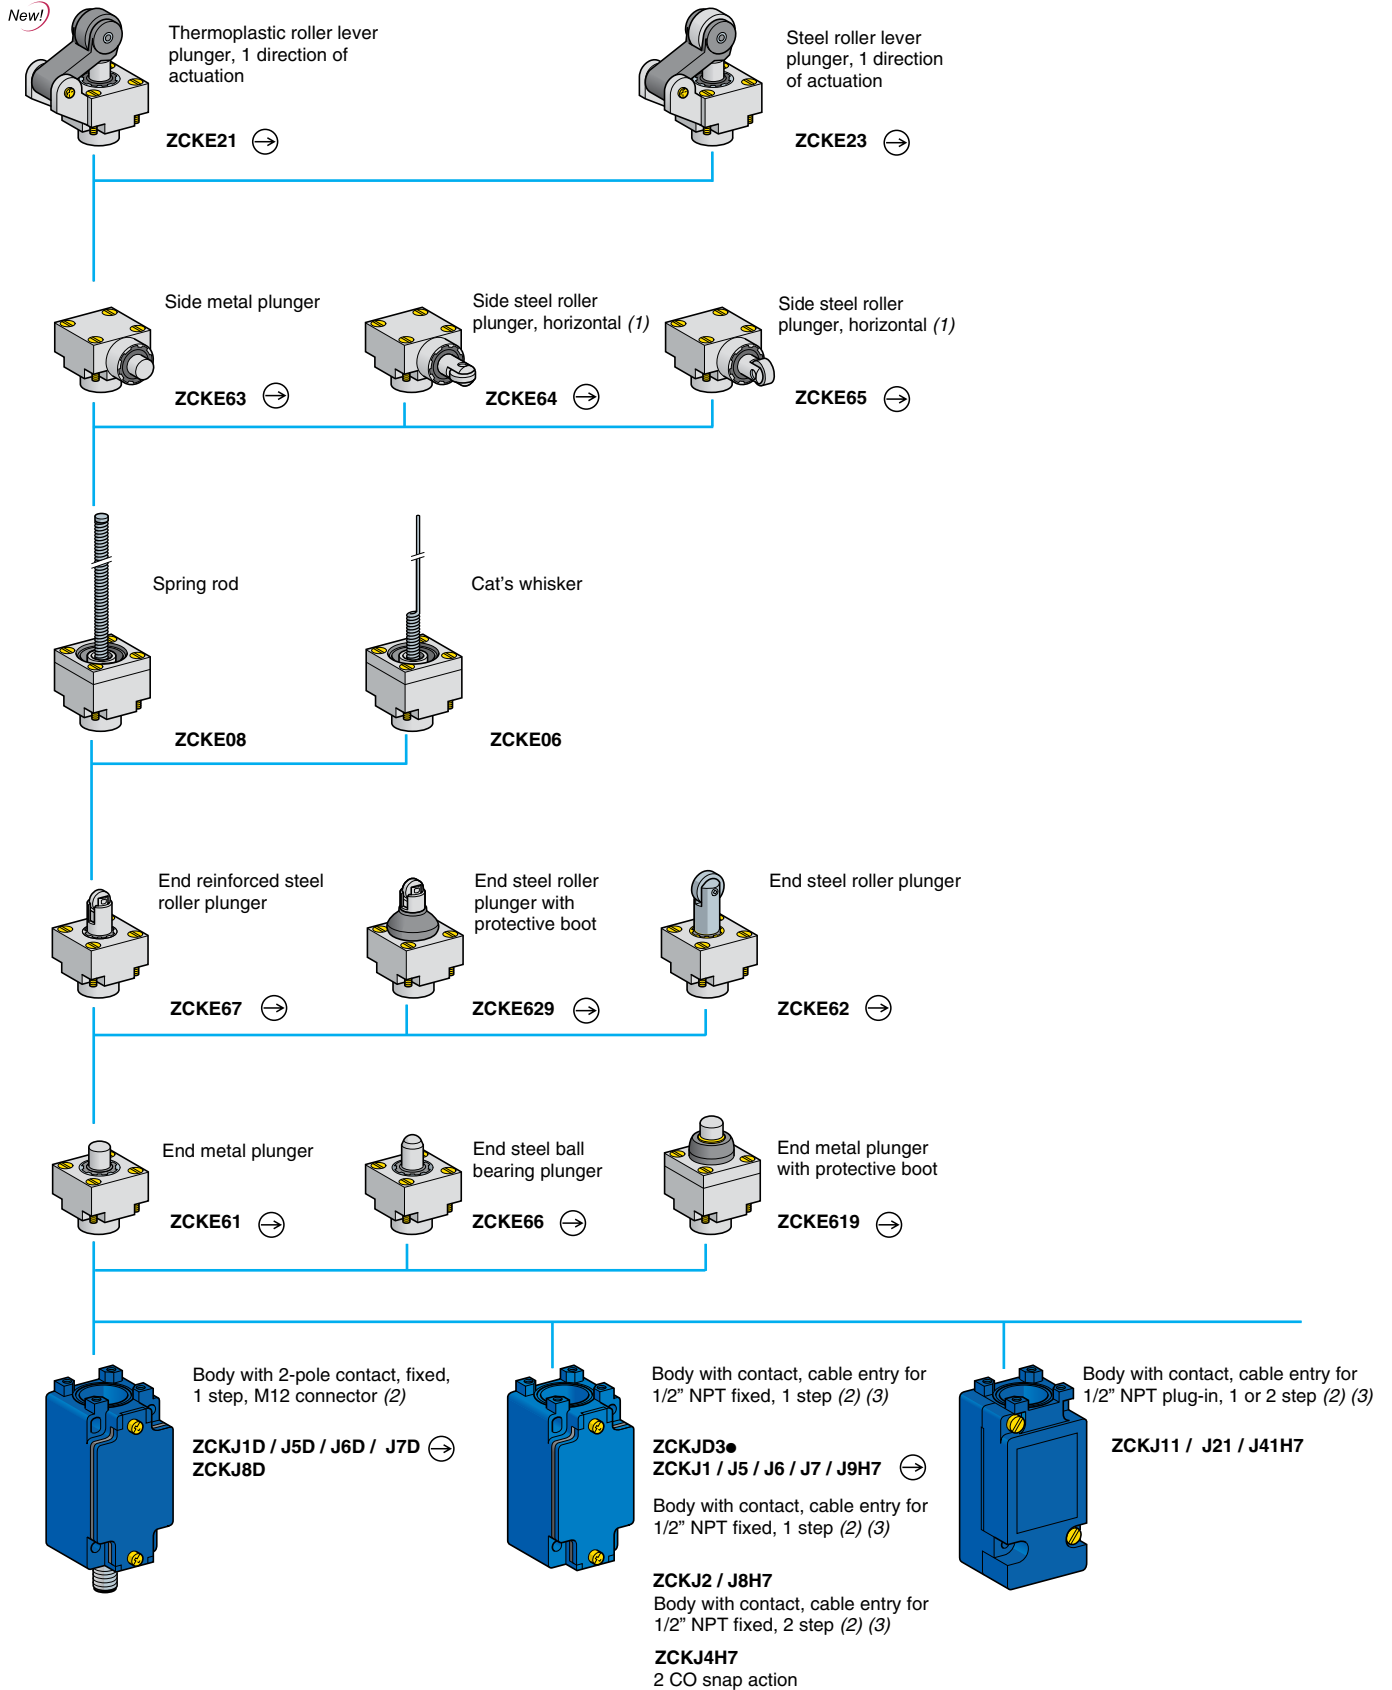 New!
Thermoplastic roller lever
plunger, 1 direction of
actuation
ZCKE21
Steel roller lever
plunger, 1 direction
of actuation
ZCKE23
Side metal plunger
ZCKE63
Side steel roller
plunger, horizontal (1)
ZCKE64
Side steel roller
plunger, horizontal (1)
ZCKE65
Spring rod
ZCKE08
Cat's whisker
ZCKE06
End reinforced steel
roller plunger
ZCKE67
End steel roller
plunger with
protective boot
ZCKE629
End steel roller plunger
ZCKE62
End metal plunger
ZCKE61
End steel ball
bearing plunger
ZCKE66
End metal plunger
with protective boot
ZCKE619
Body with 2-pole contact, fixed,
1 step, M12 connector (2)
ZCKJ1D / J5D / J6D / J7D
ZCKJ8D
Body with contact, cable entry for
1/2” NPT fixed, 1 step (2) (3)
ZCKJD3●
ZCKJ1 / J5 / J6 / J7 / J9H7
Body with contact, cable entry for
1/2” NPT fixed, 1 step (2) (3)
ZCKJ2 / J8H7
Body with contact, cable entry for
1/2” NPT fixed, 2 step (2) (3)
ZCKJ4H7
2 CO snap action
Body with contact, cable entry for
1/2” NPT plug-in, 1 or 2 step (2) (3)
ZCKJ11 / J21 / J41H7